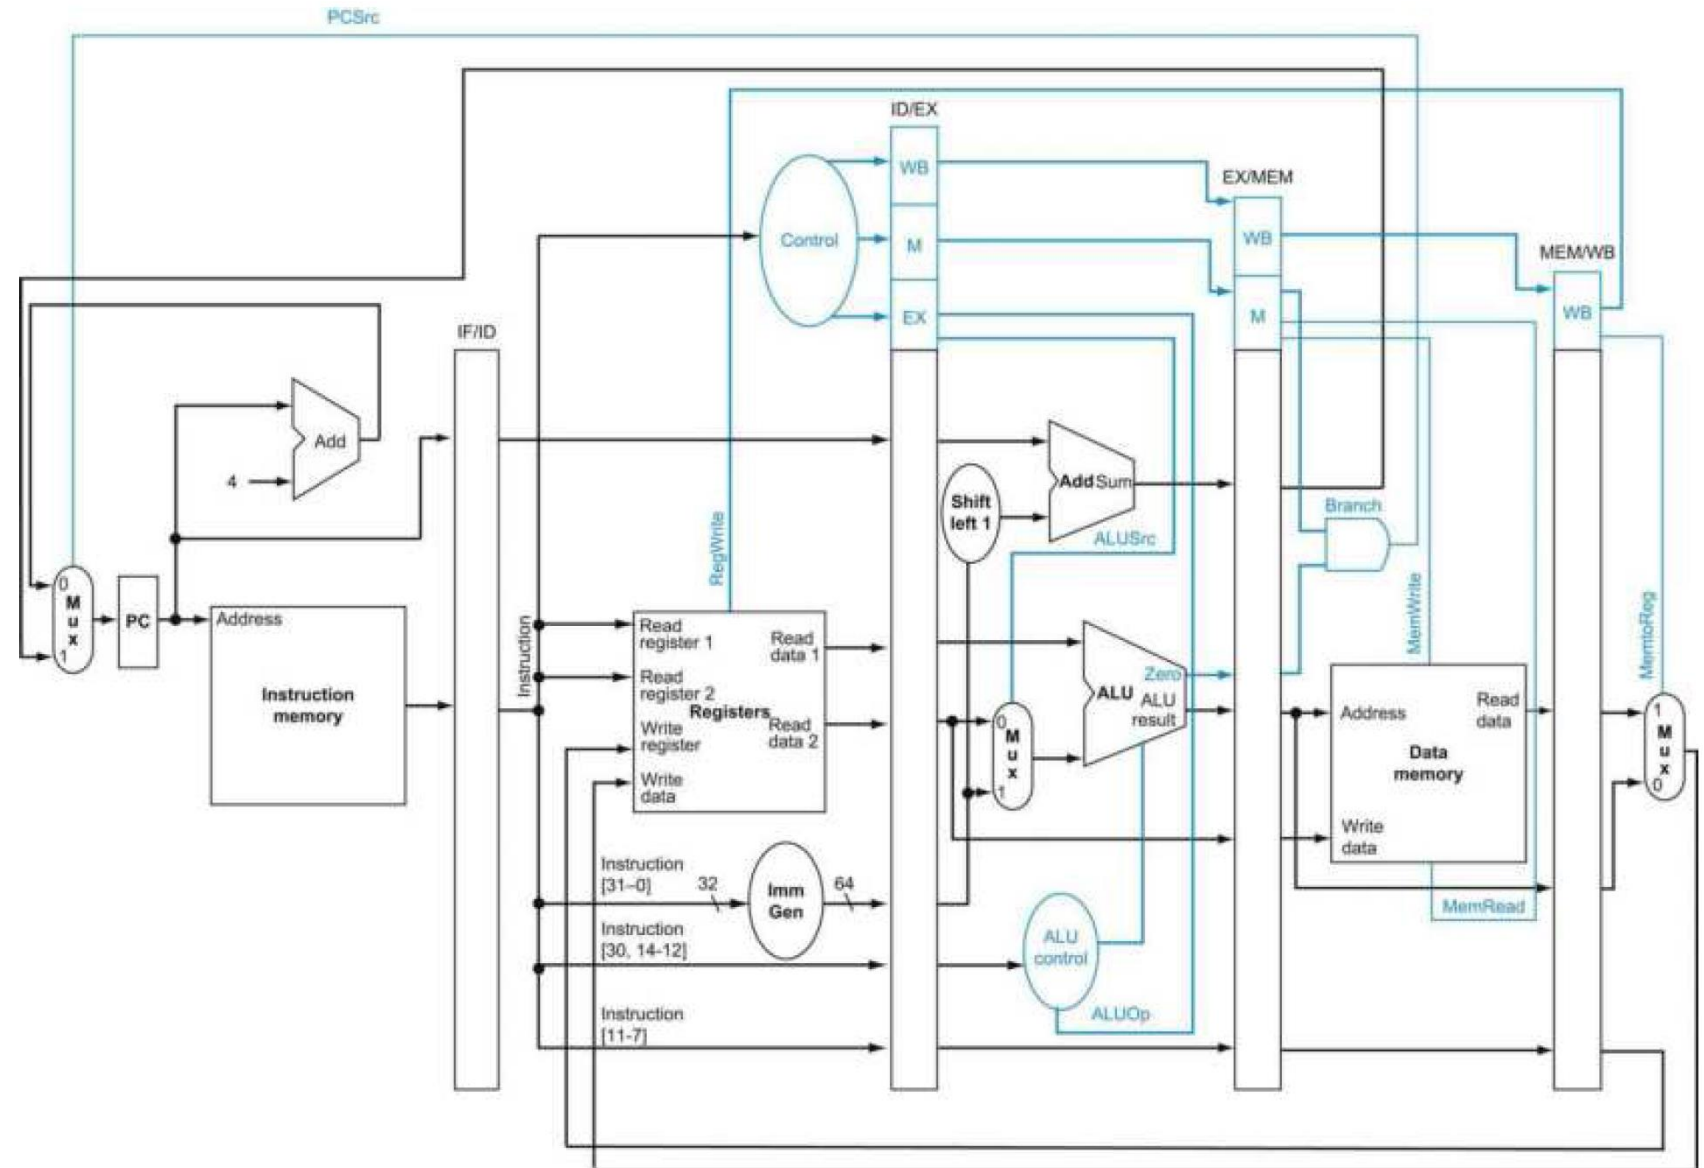 PCSrc
ID/EX
WB
EX/MEM
Control
M
WB
MEM/WB
EX
M
WB
IF/ID
Add
4
Shift
left 1
Add Sum
Branch
ALUSrc
RegWrite
MemWrite
MemtoReg
0
M
u
x
1
PC
Address
Instruction
memory
Instruction
Read
register 1
Read
data 1
Read
register 2
Registers
Write
register
Read
data 2
Write
data
0
M
u
x
1
Zero
ALU
ALU
result
Address
Read
data
Data
memory
Write
data
1
M
u
x
0
Instruction
[31–0]
32
Imm
Gen
64
MemRead
Instruction
[30, 14-12]
ALU
control
Instruction
[11-7]
ALUOp